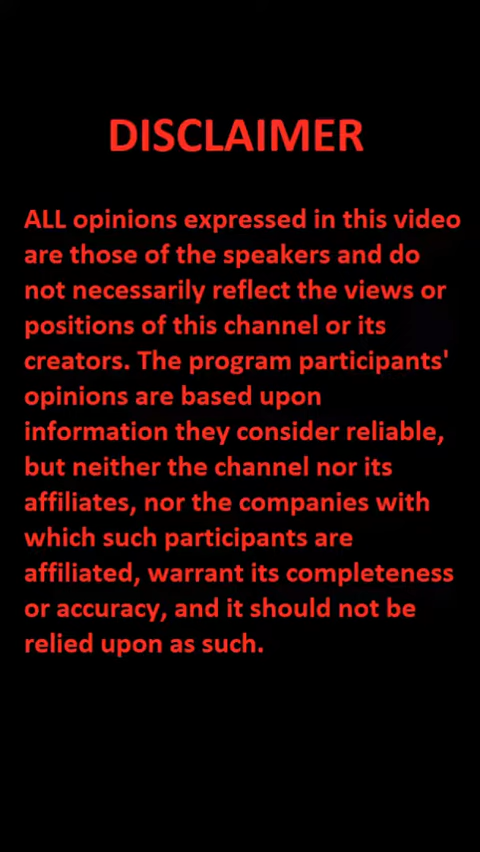 DISCLAIMER
ALL opinions expressed in this video
are those of the speakers and do
not necessarily reflect the views or
positions of this channel or its
creators. The program participants'
opinions are based upon
information they consider reliable,
but neither the channel nor its
affiliates, nor the companies with
which such participants are
affiliated, warrant its completeness
or accuracy, and it should not be
relied upon as such.